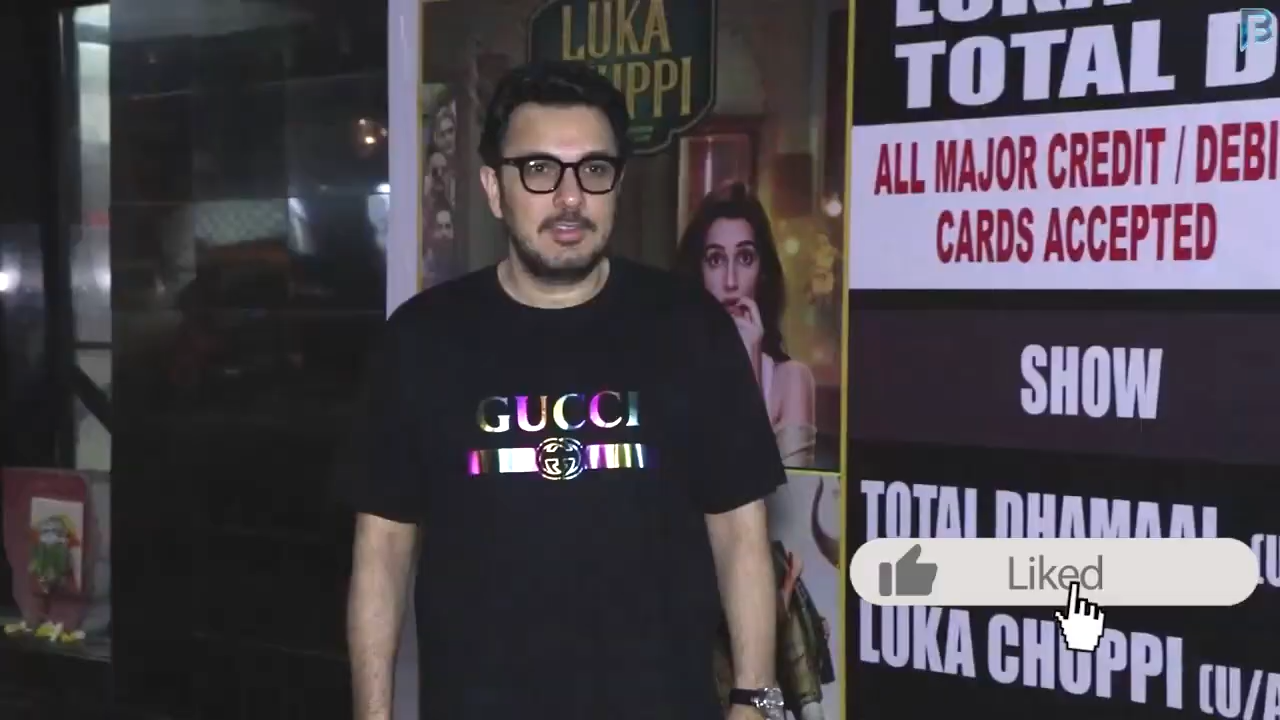 LUKA
CHUPPI
TOTAL D
ALL MAJOR CREDIT / DEBI
CARDS ACCEPTED
SHOW
GUCCI
TOTAL DHAMAAL (U
Liked
LUKA CHUPPI (U/A
B